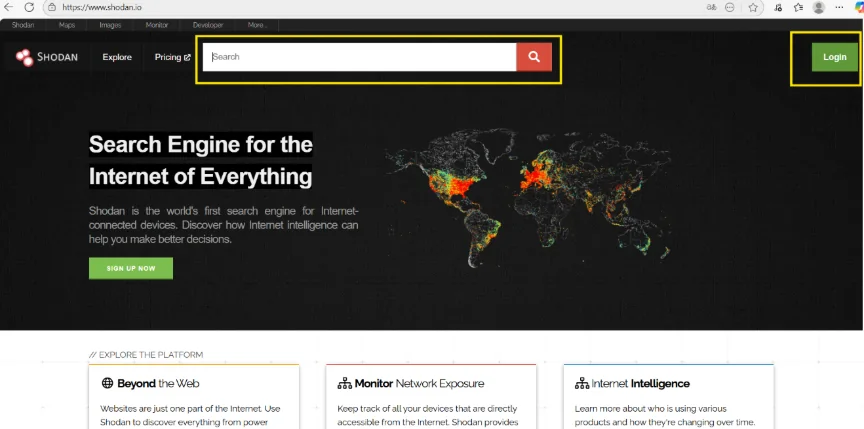 https://www.shodan.io
Shodan Maps Images Monitor Developer More...
SHODAN Explore Pricing Search Login
Search Engine for the
Internet of Everything
Shodan is the world's first search engine for Internet-
connected devices. Discover how Internet intelligence can
help you make better decisions.
SIGN UP NOW
// EXPLORE THE PLATFORM
Beyond the Web
Websites are just one part of the Internet. Use
Shodan to discover everything from power
Monitor Network Exposure
Keep track of all your devices that are directly
accessible from the Internet. Shodan provides
Internet Intelligence
Learn more about who is using various
products and how they're changing over time.